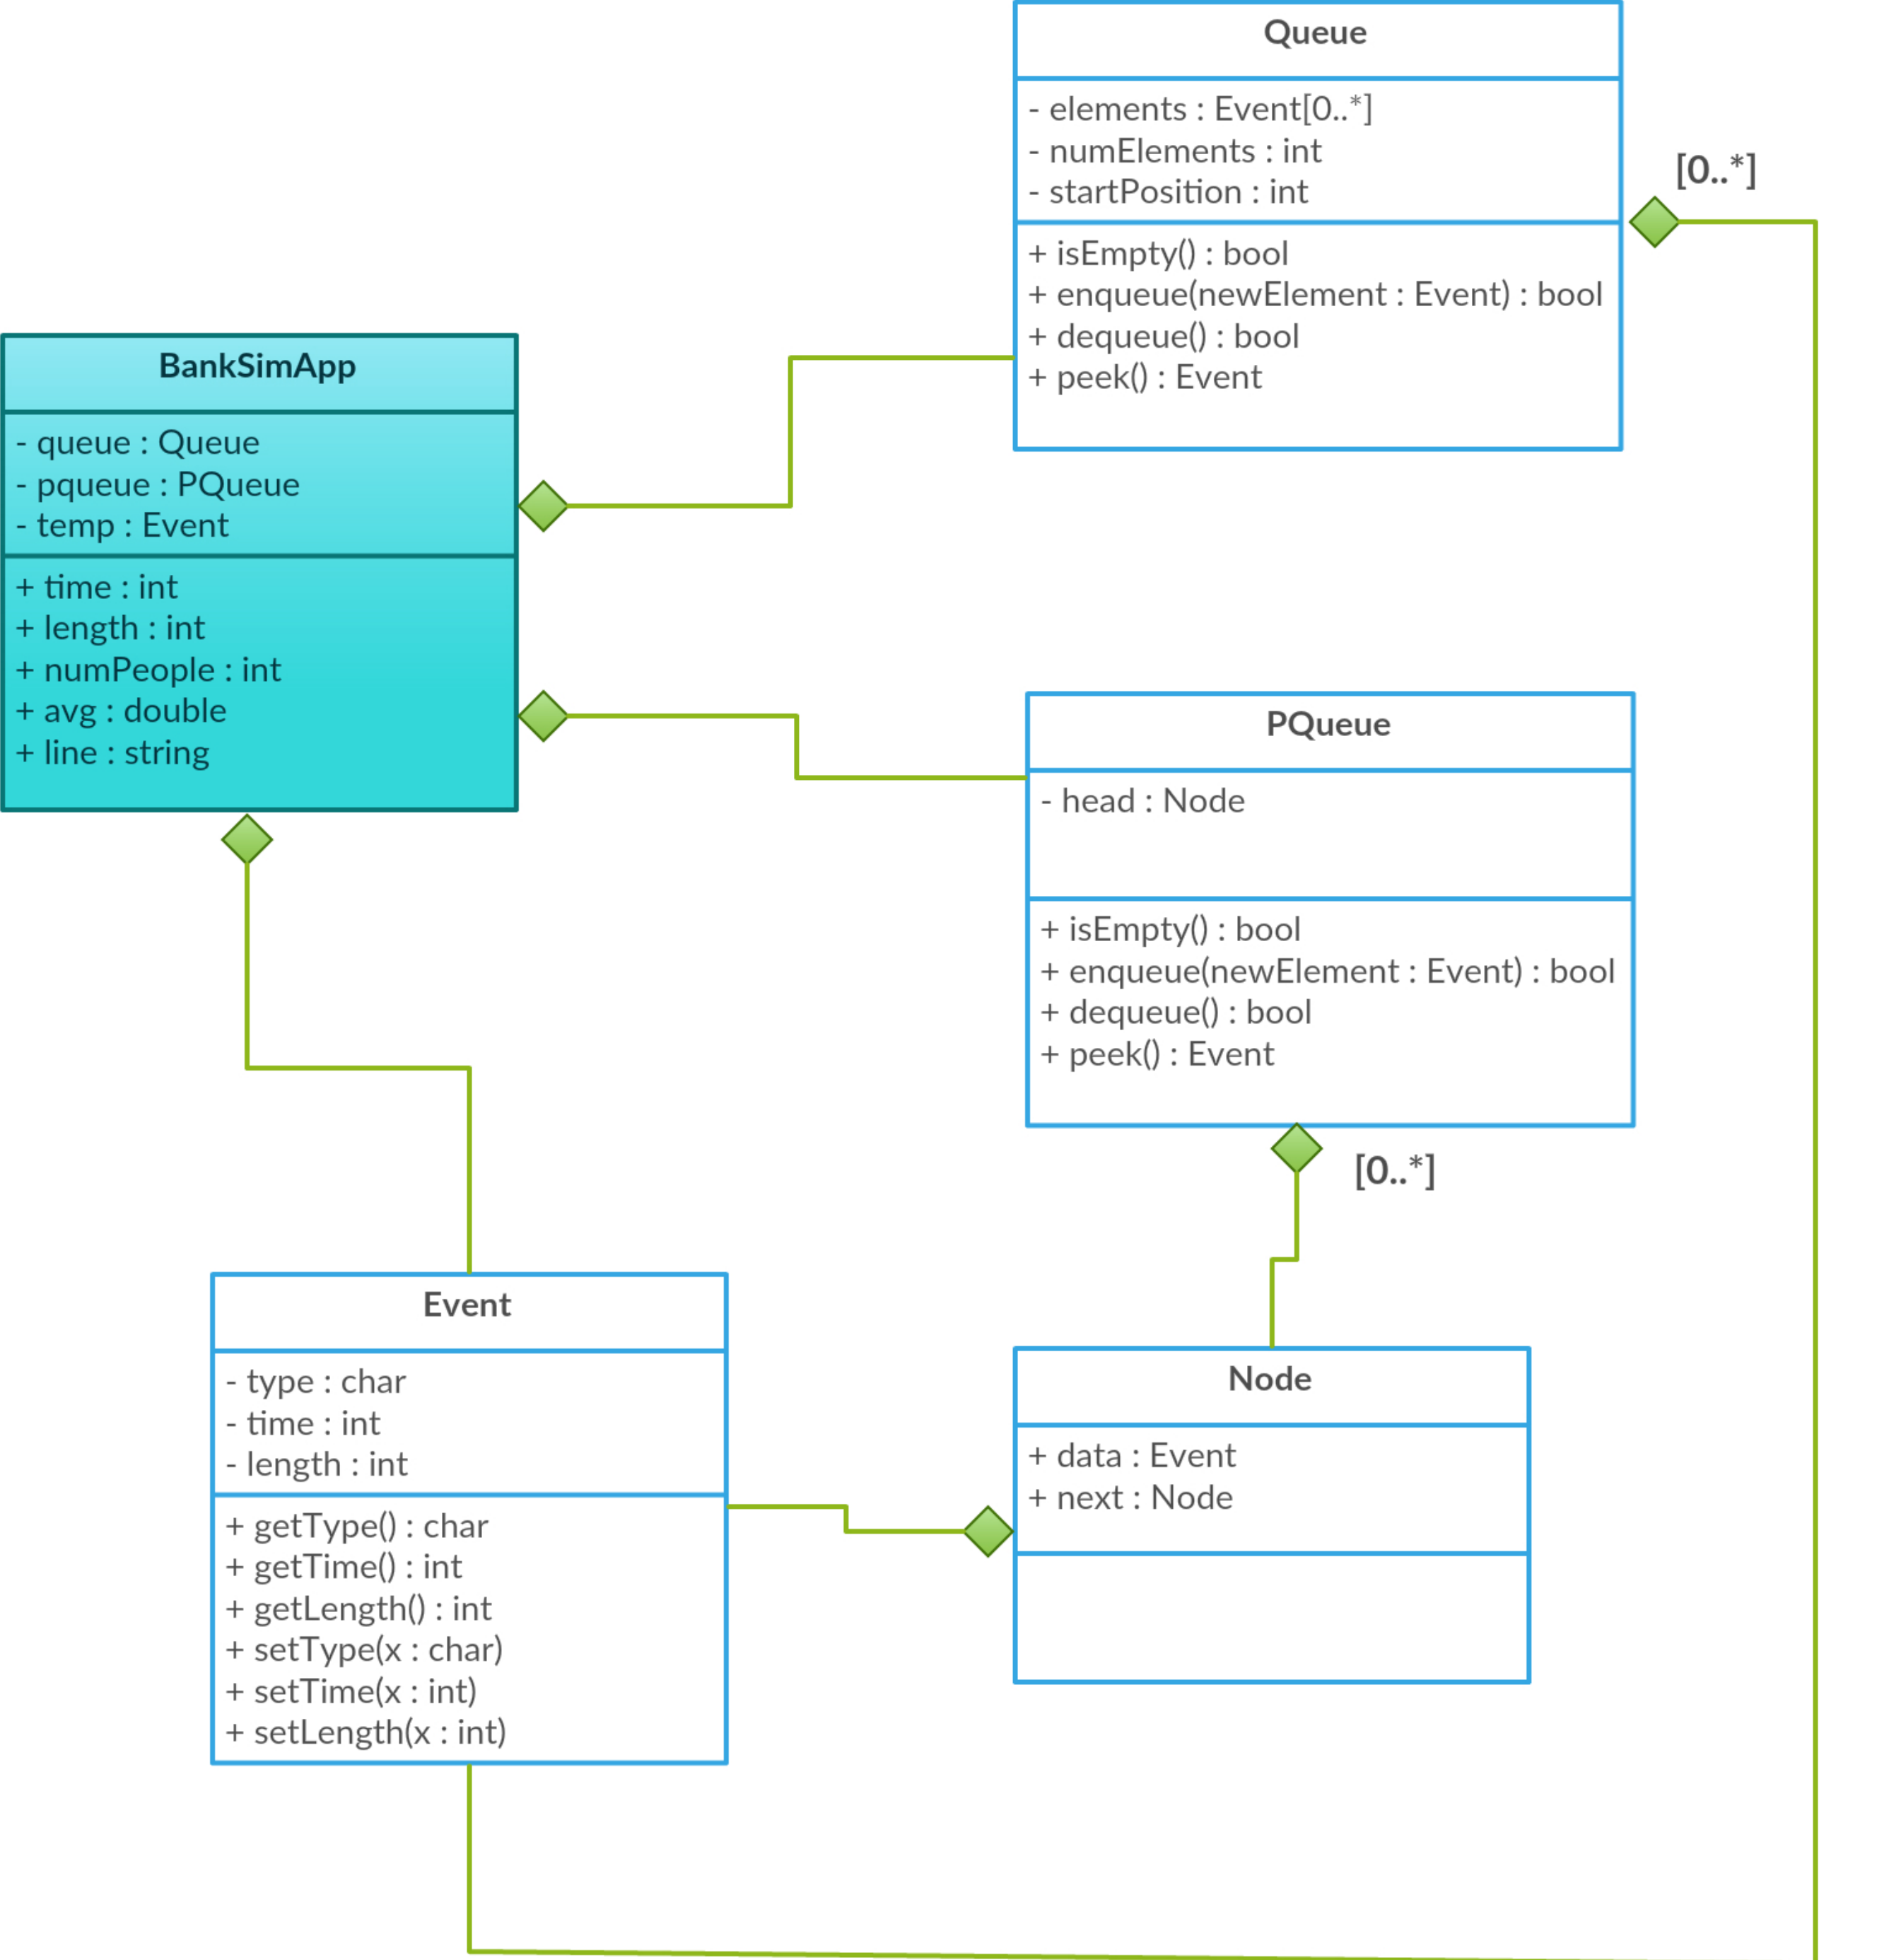 Queue
- elements : Event[0..*]
- numElements : int
- startPosition : int
+ isEmpty() : bool
+ enqueue(newElement : Event) : bool
+ dequeue() : bool
+ peek() : Event
[0..*]
BankSimApp
- queue : Queue
- pqueue : PQueue
- temp : Event
+ time : int
+ length : int
+ numPeople : int
+ avg : double
+ line : string
PQueue
- head : Node
+ isEmpty() : bool
+ enqueue(newElement : Event) : bool
+ dequeue() : bool
+ peek() : Event
[0..*]
Event
- type : char
- time : int
- length : int
+ getType() : char
+ getTime() : int
+ getLength() : int
+ setType(x : char)
+ setTime(x : int)
+ setLength(x : int)
Node
+ data : Event
+ next : Node